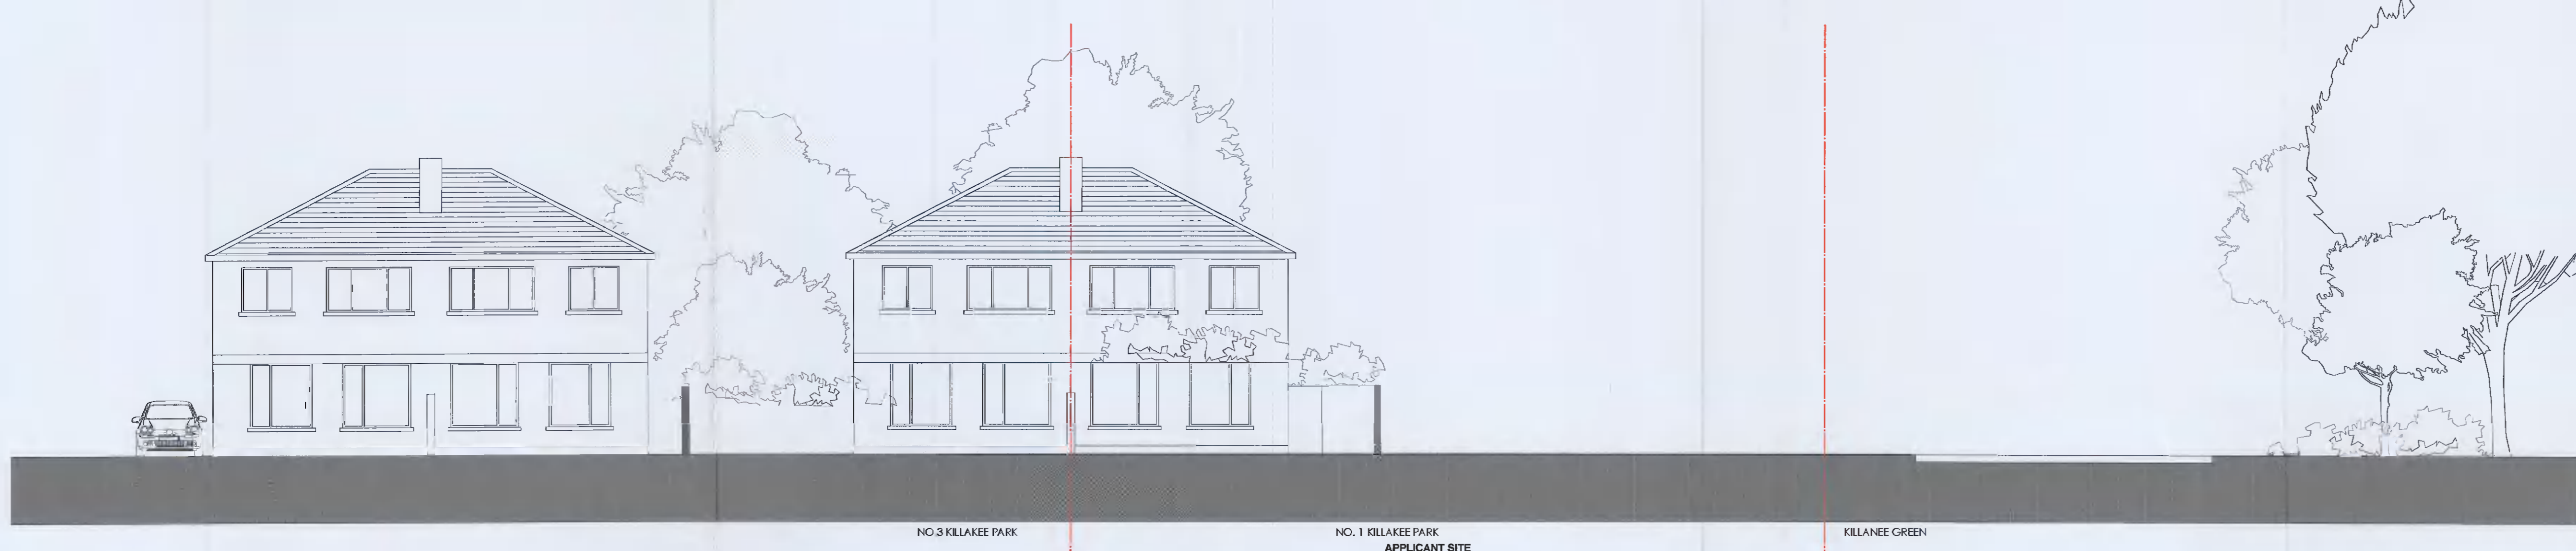 NO 3 KILLAKEE PARK
NO. 1 KILLAKEE PARK
APPLICANT SITE
KILLANEE GREEN